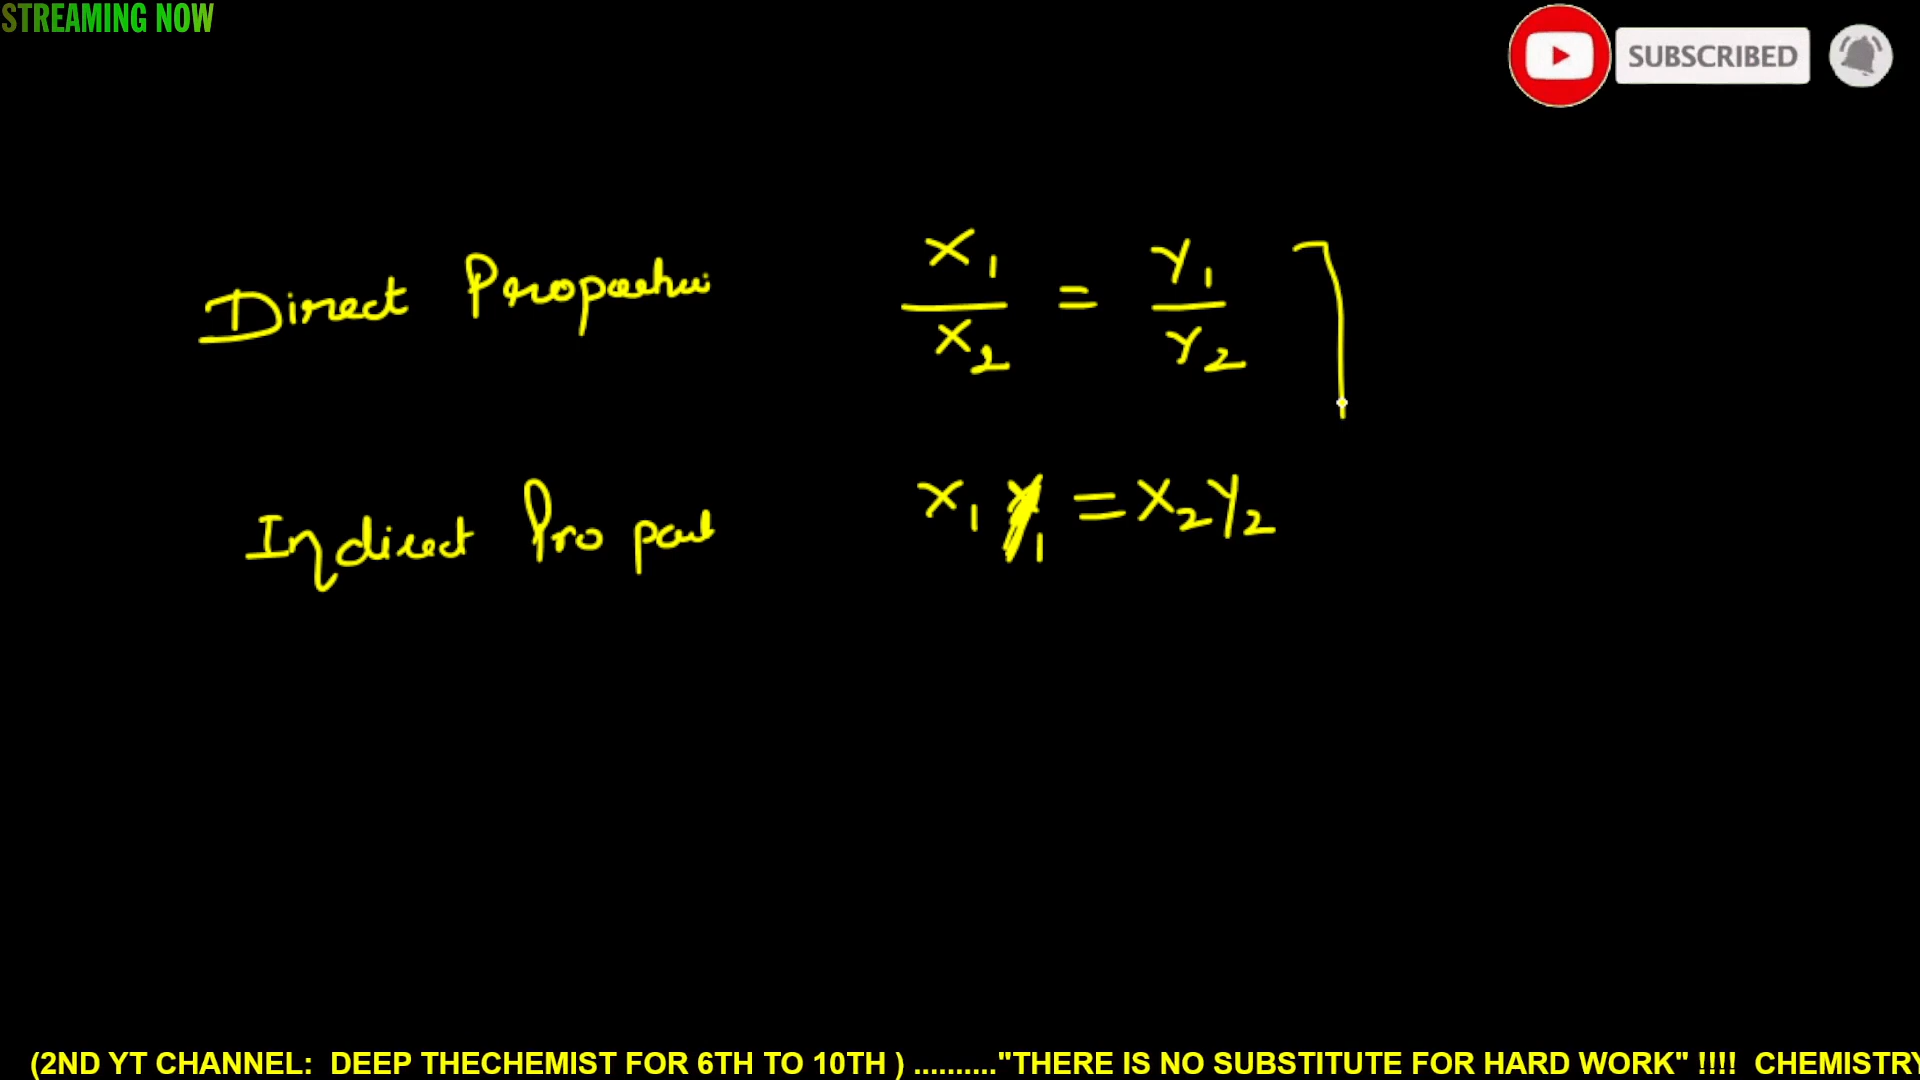 STREAMING NOW
SUBSCRIBED
Direct
X1/X2 = Y1/Y2
Indirect Pro
X1 Y1 = X2Y2
(2ND YT CHANNEL: DEEP THECHEMIST FOR 6TH TO 10TH ) .........."THERE IS NO SUBSTITUTE FOR HARD WORK" !!!! CHEMISTRY